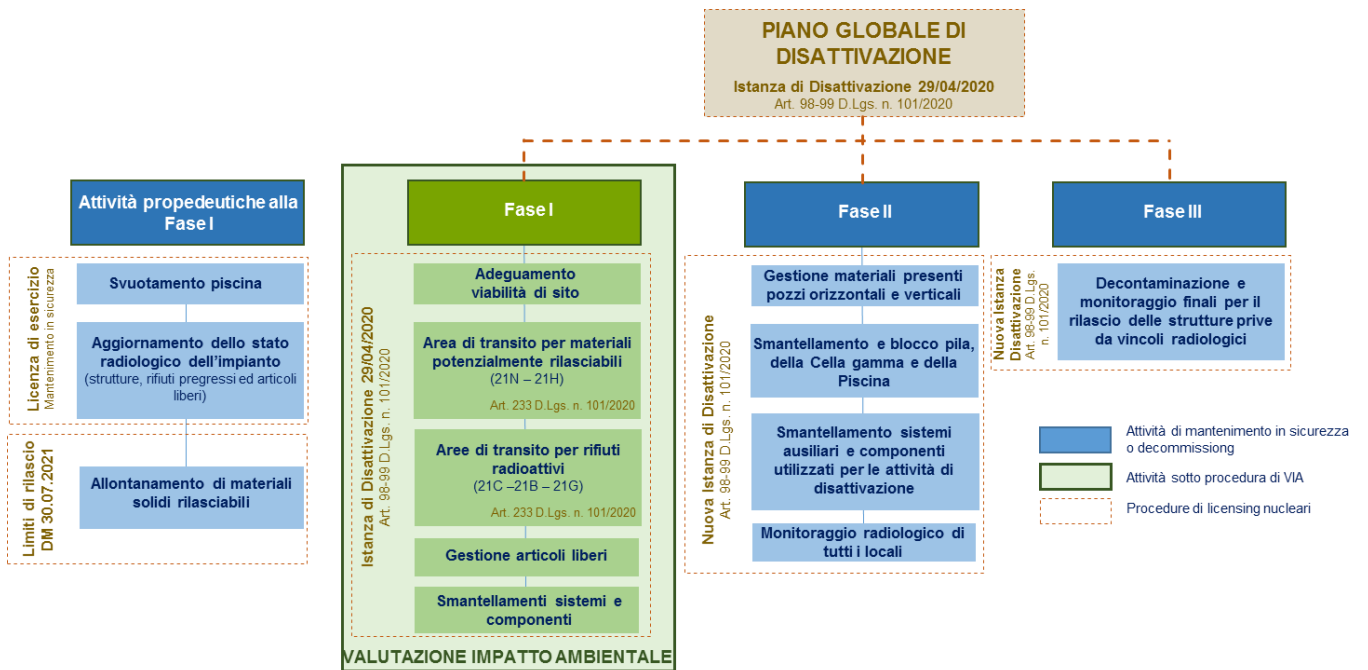 PIANO GLOBALE DI
DISATTIVAZIONE
Istanza di Disattivazione 29/04/2020
Art. 98-99 D.Lgs. n. 101/2020
Attività propedeutiche alla
Fase I
Licenza di esercizio
Mantenimento in sicurezza
Svuotamento piscina
Aggiornamento dello stato
radiologico dell'impianto
(strutture, rifiuti pregressi ed articoli
liberi)
Limiti di rilascio
DM 30.07.2021
Allontanamento di materiali
solidi rilasciabili
Fase I
Istanza di Disattivazione 29/04/2020
Art. 98-99 D.Lgs. n. 101/2020
Adeguamento
viabilità di sito
Area di transito per materiali
potenzialmente rilasciabili
(21N – 21H)
Art. 233 D.Lgs. n. 101/2020
Aree di transito per rifiuti
radioattivi
(21C –21B – 21G)
Art. 233 D.Lgs. n. 101/2020
Gestione articoli liberi
Smantellamenti sistemi e
componenti
VALUTAZIONE IMPATTO AMBIENTALE
Fase II
Nuova Istanza di Disattivazione
Art. 98-99 D.Lgs. n. 101/2020
Gestione materiali presenti
pozzi orizzontali e verticali
Smantellamento e blocco pila,
della Cella gamma e della
Piscina
Smantellamento sistemi
ausiliari e componenti
utilizzati per le attività di
disattivazione
Monitoraggio radiologico di
tutti i locali
Fase III
Nuova Istanza
Disattivazione
Art. 98-99 D.Lgs.
n. 101/2020
Decontaminazione e
monitoraggio finali per il
rilascio delle strutture prive
da vincoli radiologici
Attività di mantenimento in sicurezza
o decommissing
Attività sotto procedura di VIA
Procedure di licensing nucleari